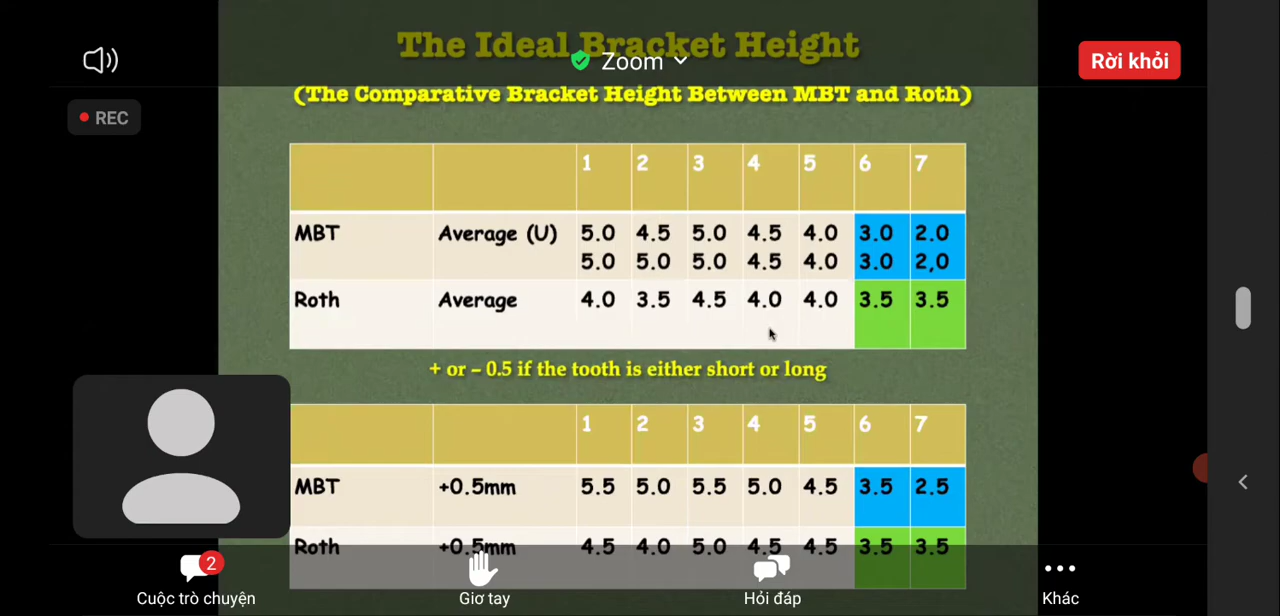 The Ideal Bracket Height
Zoom
Rời khỏi
(The Comparative Bracket Height Between MBT and Roth)
REC
1 2 3 4 5 6 7
MBT Average (U) 5.0 4.5 5.0 4.5 4.0 3.0 2.0
5.0 5.0 5.0 4.5 4.0 3.0 2,0
Roth Average 4.0 3.5 4.5 4.0 4.0 3.5 3.5
+ or – 0.5 if the tooth is either short or long
1 2 3 4 5 6 7
MBT +0.5mm 5.5 5.0 5.5 5.0 4.5 3.5 2.5
Roth +0.5mm 4.5 4.0 5.0 4.5 4.5 3.5 3.5
2
Cuộc trò chuyện Giơ tay Hỏi đáp Khác